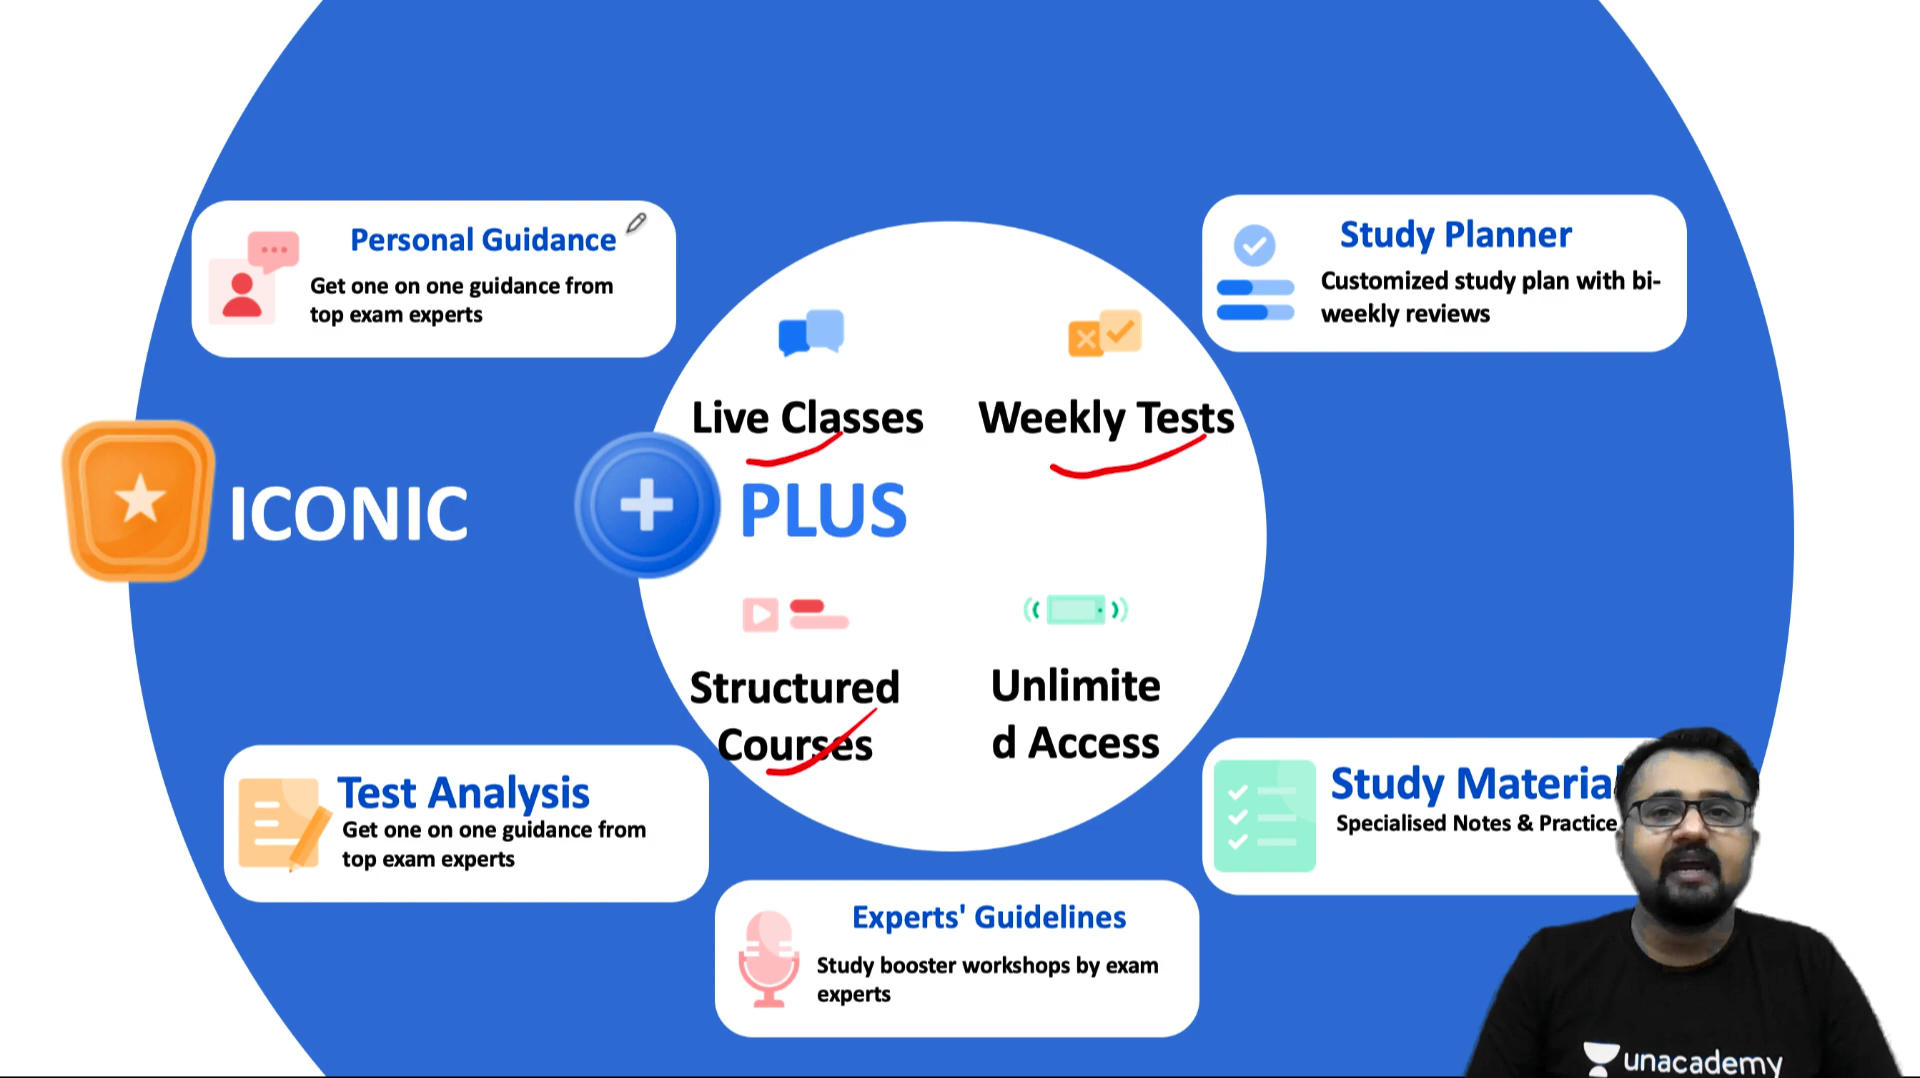 Personal Guidance
Get one on one guidance from
top exam experts
Study Planner
Customized study plan with bi-
weekly reviews
Live Classes
Weekly Tests
ICONIC
PLUS
Structured
Courses
Unlimite
d Access
Test Analysis
Get one on one guidance from
top exam experts
Study Material
Specialised Notes & Practice
Experts' Guidelines
Study booster workshops by exam
experts
unacademy